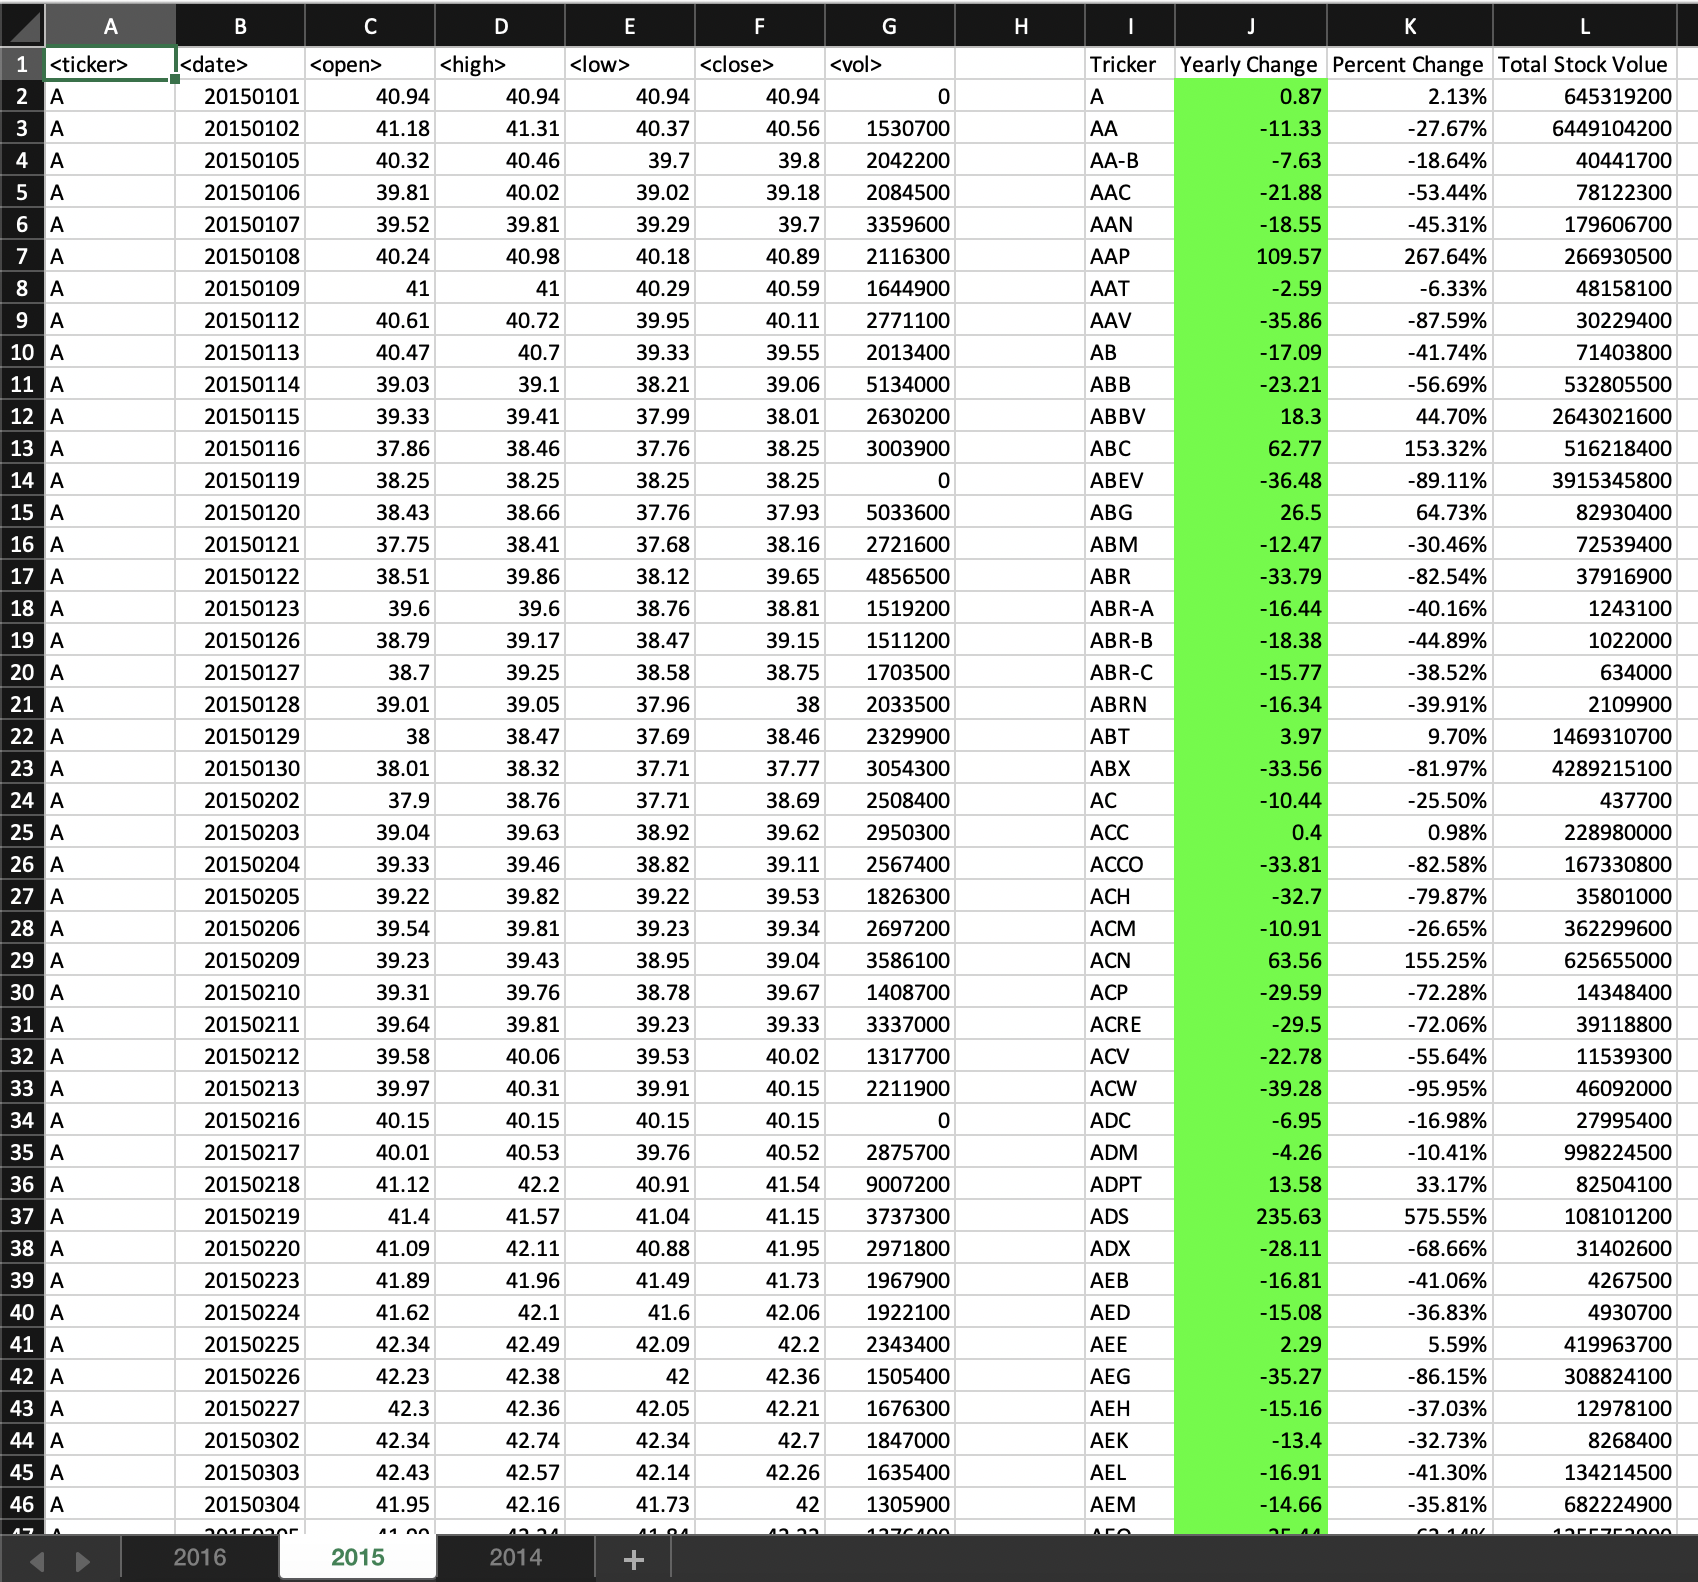 A B C D E F G H I J K L
1 <ticker> <date> <open> <high> <low> <close> <vol> Tricker Yearly Change Percent Change Total Stock Volue
2 A 20150101 40.94 40.94 40.94 40.94 0 A 0.87 2.13% 645319200
3 A 20150102 41.18 41.31 40.37 40.56 1530700 AA -11.33 -27.67% 6449104200
4 A 20150105 40.32 40.46 39.7 39.8 2042200 AA-B -7.63 -18.64% 40441700
5 A 20150106 39.81 40.02 39.02 39.18 2084500 AAC -21.88 -53.44% 78122300
6 A 20150107 39.52 39.81 39.29 39.7 3359600 AAN -18.55 -45.31% 179606700
7 A 20150108 40.24 40.98 40.18 40.89 2116300 AAP 109.57 267.64% 266930500
8 A 20150109 41 41 40.29 40.59 1644900 AAT -2.59 -6.33% 48158100
9 A 20150112 40.61 40.72 39.95 40.11 2771100 AAV -35.86 -87.59% 30229400
10 A 20150113 40.47 40.7 39.33 39.55 2013400 AB -17.09 -41.74% 71403800
11 A 20150114 39.03 39.1 38.21 39.06 5134000 ABB -23.21 -56.69% 532805500
12 A 20150115 39.33 39.41 37.99 38.01 2630200 ABBV 18.3 44.70% 2643021600
13 A 20150116 37.86 38.46 37.76 38.25 3003900 ABC 62.77 153.32% 516218400
14 A 20150119 38.25 38.25 38.25 38.25 0 ABEV -36.48 -89.11% 3915345800
15 A 20150120 38.43 38.66 37.76 37.93 5033600 ABG 26.5 64.73% 82930400
16 A 20150121 37.75 38.41 37.68 38.16 2721600 ABM -12.47 -30.46% 72539400
17 A 20150122 38.51 39.86 38.12 39.65 4856500 ABR -33.79 -82.54% 37916900
18 A 20150123 39.6 39.6 38.76 38.81 1519200 ABR-A -16.44 -40.16% 1243100
19 A 20150126 38.79 39.17 38.47 39.15 1511200 ABR-B -18.38 -44.89% 1022000
20 A 20150127 38.7 39.25 38.58 38.75 1703500 ABR-C -15.77 -38.52% 634000
21 A 20150128 39.01 39.05 37.96 38 2033500 ABRN -16.34 -39.91% 2109900
22 A 20150129 38 38.47 37.69 38.46 2329900 ABT 3.97 9.70% 1469310700
23 A 20150130 38.01 38.32 37.71 37.77 3054300 ABX -33.56 -81.97% 4289215100
24 A 20150202 37.9 38.76 37.71 38.69 2508400 AC -10.44 -25.50% 437700
25 A 20150203 39.04 39.63 38.92 39.62 2950300 ACC 0.4 0.98% 228980000
26 A 20150204 39.33 39.46 38.82 39.11 2567400 ACCO -33.81 -82.58% 167330800
27 A 20150205 39.22 39.82 39.22 39.53 1826300 ACH -32.7 -79.87% 35801000
28 A 20150206 39.54 39.81 39.23 39.34 2697200 ACM -10.91 -26.65% 362299600
29 A 20150209 39.23 39.43 38.95 39.04 3586100 ACN 63.56 155.25% 625655000
30 A 20150210 39.31 39.76 38.78 39.67 1408700 ACP -29.59 -72.28% 14348400
31 A 20150211 39.64 39.81 39.23 39.33 3337000 ACRE -29.5 -72.06% 39118800
32 A 20150212 39.58 40.06 39.53 40.02 1317700 ACV -22.78 -55.64% 11539300
33 A 20150213 39.97 40.31 39.91 40.15 2211900 ACW -39.28 -95.95% 46092000
34 A 20150216 40.15 40.15 40.15 40.15 0 ADC -6.95 -16.98% 27995400
35 A 20150217 40.01 40.53 39.76 40.52 2875700 ADM -4.26 -10.41% 998224500
36 A 20150218 41.12 42.2 40.91 41.54 9007200 ADPT 13.58 33.17% 82504100
37 A 20150219 41.4 41.57 41.04 41.15 3737300 ADS 235.63 575.55% 108101200
38 A 20150220 41.09 42.11 40.88 41.95 2971800 ADX -28.11 -68.66% 31402600
39 A 20150223 41.89 41.96 41.49 41.73 1967900 AEB -16.81 -41.06% 4267500
40 A 20150224 41.62 42.1 41.6 42.06 1922100 AED -15.08 -36.83% 4930700
41 A 20150225 42.34 42.49 42.09 42.2 2343400 AEE 2.29 5.59% 419963700
42 A 20150226 42.23 42.38 42 42.36 1505400 AEG -35.27 -86.15% 308824100
43 A 20150227 42.3 42.36 42.05 42.21 1676300 AEH -15.16 -37.03% 12978100
44 A 20150302 42.34 42.74 42.34 42.7 1847000 AEK -13.4 -32.73% 8268400
45 A 20150303 42.43 42.57 42.14 42.26 1635400 AEL -16.91 -41.30% 134214500
46 A 20150304 41.95 42.16 41.73 42 1305900 AEM -14.66 -35.81% 682224900
2016 2015 2014 +